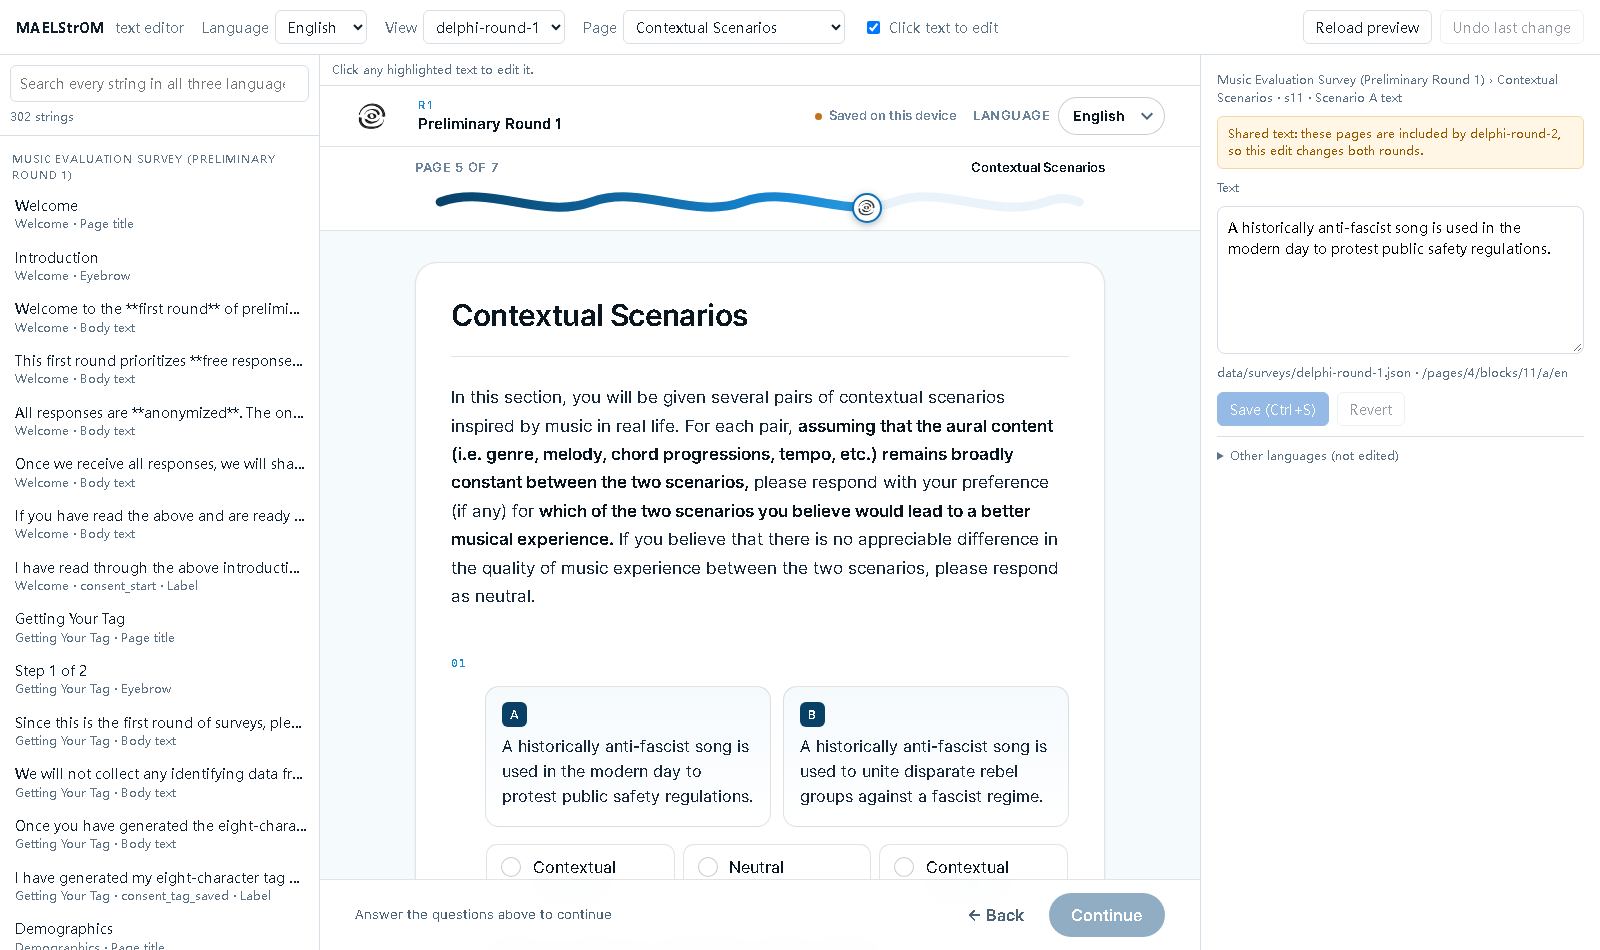 MAELStrOM text editor Language English View delphi-round-1 Page Contextual Scenarios Click text to edit Reload preview Undo last change
Search every string in all three language
302 strings
MUSIC EVALUATION SURVEY (PRELIMINARY
ROUND 1)
Welcome
Welcome • Page title
Introduction
Welcome • Eyebrow
Welcome to the **first round** of prelimi...
Welcome • Body text
This first round prioritizes **free response...
Welcome • Body text
All responses are **anonymized**. The on...
Welcome • Body text
Once we receive all responses, we will sha...
Welcome • Body text
If you have read the above and are ready ...
Welcome • Body text
I have read through the above introducti...
Welcome • consent_start • Label
Getting Your Tag
Getting Your Tag • Page title
Step 1 of 2
Getting Your Tag • Eyebrow
Since this is the first round of surveys, ple...
Getting Your Tag • Body text
We will not collect any identifying data fr...
Getting Your Tag • Body text
Once you have generated the eight-chara...
Getting Your Tag • Body text
I have generated my eight-character tag ...
Getting Your Tag • consent_tag_saved • Label
Demographics
Demographics • Page title
Click any highlighted text to edit it.
R1
Preliminary Round 1
Saved on this device LANGUAGE English
PAGE 5 OF 7
Contextual Scenarios
Contextual Scenarios
In this section, you will be given several pairs of contextual scenarios
inspired by music in real life. For each pair, assuming that the aural content
(i.e. genre, melody, chord progressions, tempo, etc.) remains broadly
constant between the two scenarios, please respond with your preference
(if any) for which of the two scenarios you believe would lead to a better
musical experience. If you believe that there is no appreciable difference in
the quality of music experience between the two scenarios, please respond
as neutral.
01
A
A historically anti-fascist song is
used in the modern day to
protest public safety regulations.
B
A historically anti-fascist song is
used to unite disparate rebel
groups against a fascist regime.
Contextual
Neutral
Contextual
Answer the questions above to continue
← Back
Continue
Music Evaluation Survey (Preliminary Round 1) › Contextual
Scenarios • s11 • Scenario A text
Shared text: these pages are included by delphi-round-2,
so this edit changes both rounds.
Text
A historically anti-fascist song is used in the
modern day to protest public safety regulations.
data/surveys/delphi-round-1.json • /pages/4/blocks/11/a/en
Save (Ctrl+S)
Revert
▶ Other languages (not edited)